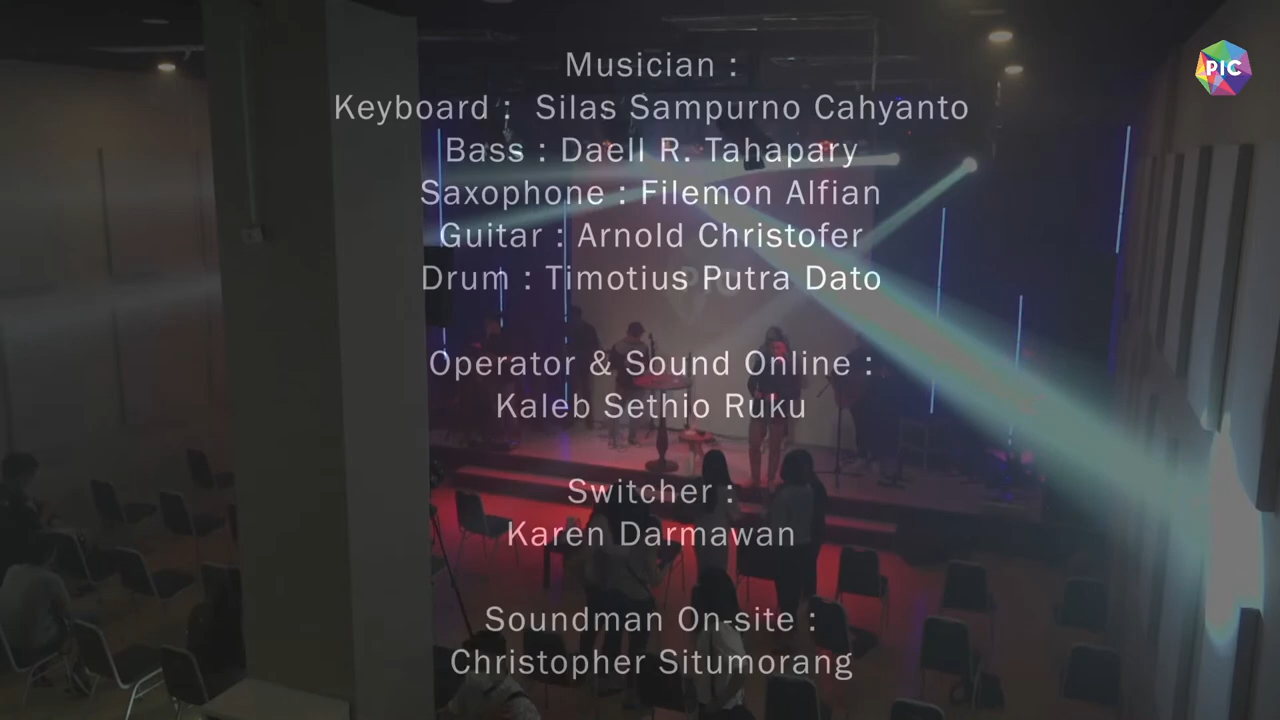 PIC
Musician :
Keyboard :  Silas Sampurno Cahyanto
Bass : Daell R. Tahapary
Saxophone : Filemon Alfian
Guitar : Arnold Christofer
Drum : Timotius Putra Dato
Operator & Sound Online :
Kaleb Sethio Ruku
Switcher :
Karen Darmawan
Soundman On-site :
Christopher Situmorang